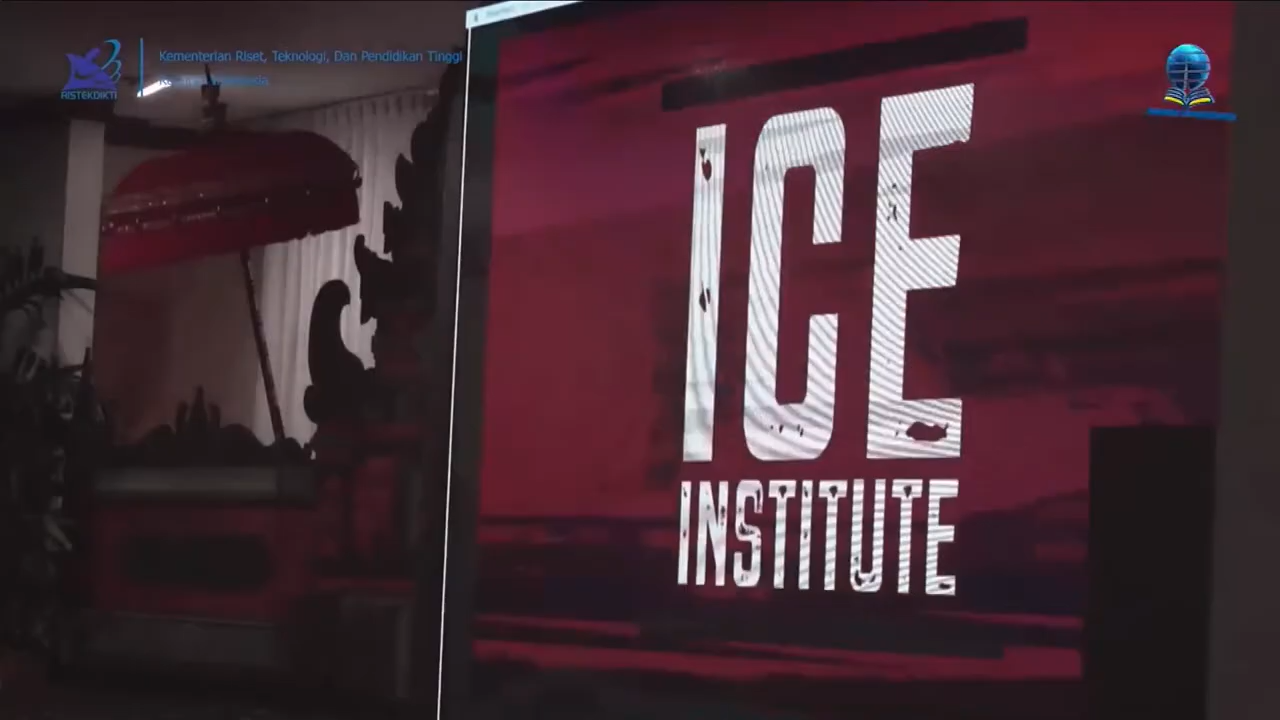 Kementerian Riset, Teknologi, Dan Pendidikan Tinggi
RISTEKDIKTI
ICE
INSTITUTE